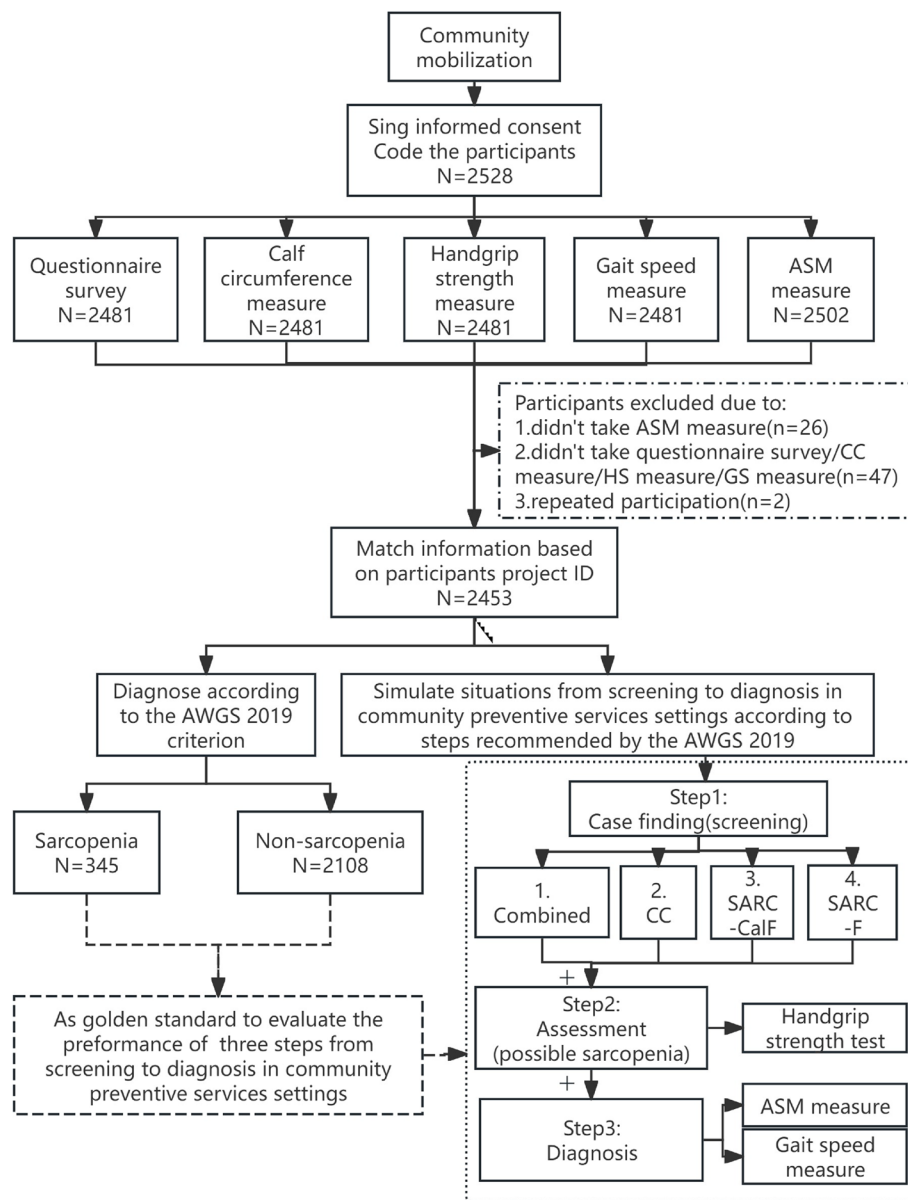 Community
mobilization
Sing informed consent
Code the participants
N=2528
Questionnaire
survey
N=2481
Calf
circumference
measure
N=2481
Handgrip
strength
measure
N=2481
Gait speed
measure
N=2481
ASM
measure
N=2502
Participants excluded due to:
1.didn't take ASM measure(n=26)
2.didn't take questionnaire survey/CC
measure/HS measure/GS measure(n=47)
3.repeated participation(n=2)
Match information based
on participants project ID
N=2453
Diagnose according
to the AWGS 2019
criterion
Simulate situations from screening to diagnosis in
community preventive services settings according to
steps recommended by the AWGS 2019
Sarcopenia
N=345
Non-sarcopenia
N=2108
Step1:
Case finding(screening)
1.
Combined
2.
CC
3.
SARC
-CalF
4.
SARC
-F
+
Step2:
Assessment
(possible sarcopenia)
Handgrip
strength test
As golden standard to evaluate the
preformance of  three steps from
screening to diagnosis in community
preventive services settings
+
Step3:
Diagnosis
ASM measure
Gait speed
measure